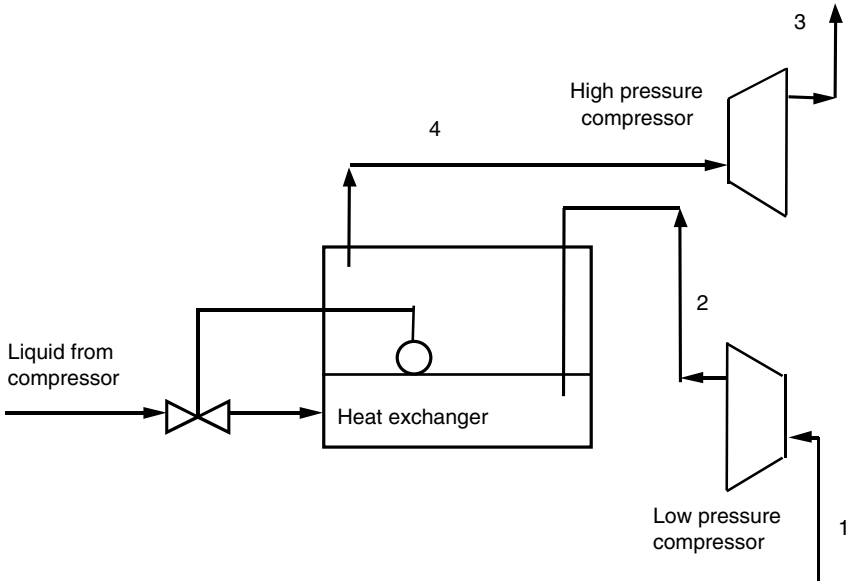 3
High pressure
compressor
4
2
Liquid from
compressor
Heat exchanger
Low pressure
compressor
1